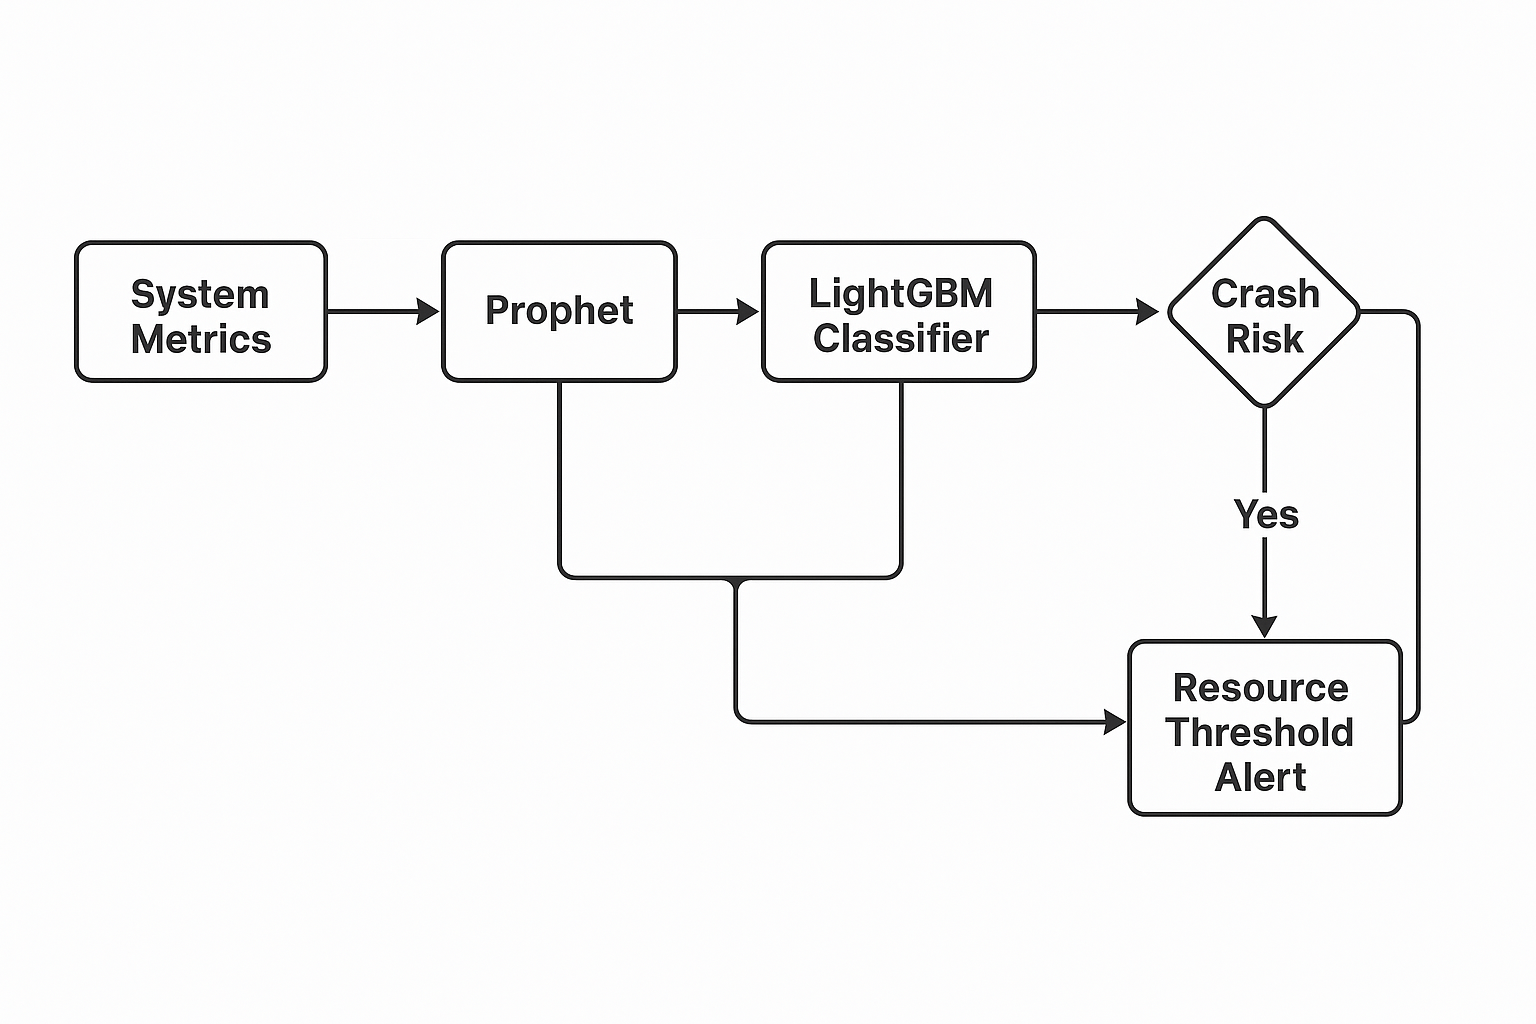 System
Metrics
Prophet
LightGBM
Classifier
Crash
Risk
Yes
Resource
Threshold
Alert